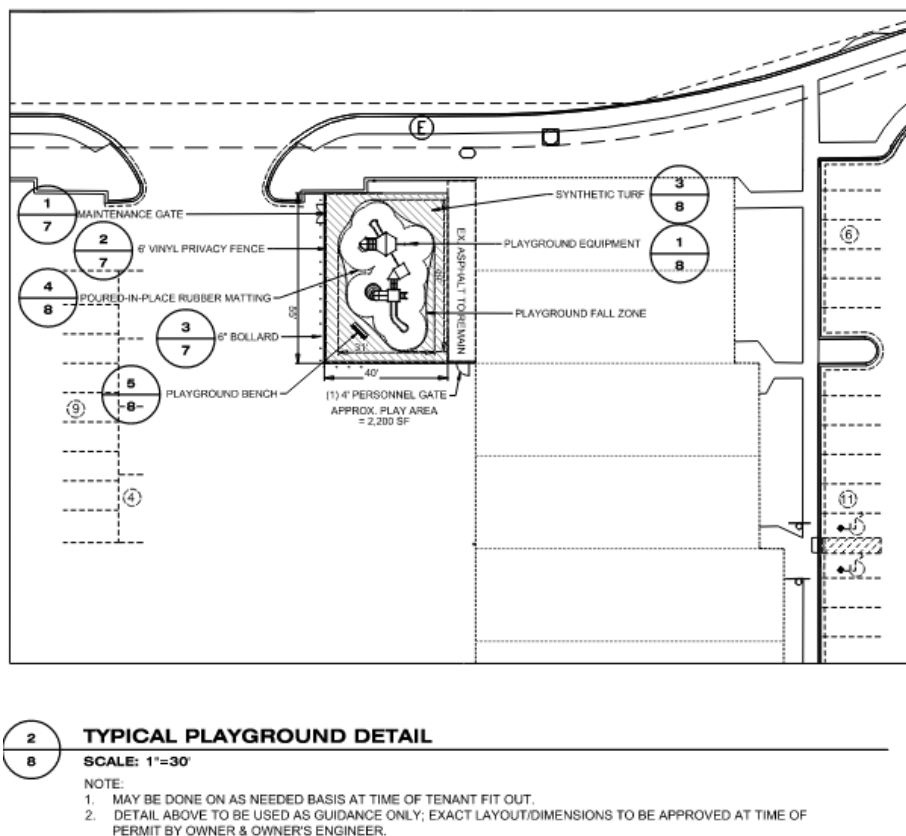 E
1
7
MAINTENANCE GATE
2
7
6' VINYL PRIVACY FENCE
4
8
POURED-IN-PLACE RUBBER MATTING
3
7
6" BOLLARD
5
8
PLAYGROUND BENCH
SYNTHETIC TURF
3
8
PLAYGROUND EQUIPMENT
1
8
PLAYGROUND FALL ZONE
EX. ASPHALT TO REMAIN
55'
31'
40'
(1) 4' PERSONNEL GATE
APPROX. PLAY AREA
= 2,200 SF
9
4
6
11
2
8
TYPICAL PLAYGROUND DETAIL
SCALE: 1"=30'
NOTE:
1. MAY BE DONE ON AS NEEDED BASIS AT TIME OF TENANT FIT OUT.
2. DETAIL ABOVE TO BE USED AS GUIDANCE ONLY; EXACT LAYOUT/DIMENSIONS TO BE APPROVED AT TIME OF
PERMIT BY OWNER & OWNER'S ENGINEER.